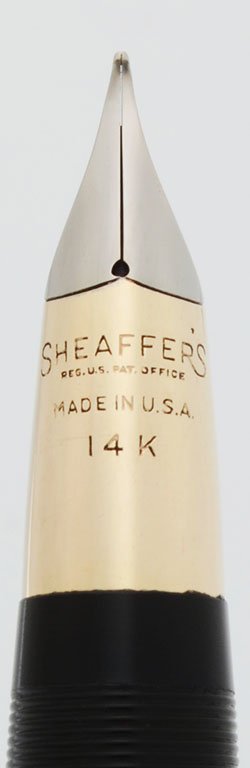 SHEAFFER'S
REG. U.S. PAT. OFFICE
MADE IN U.S.A.
14 K